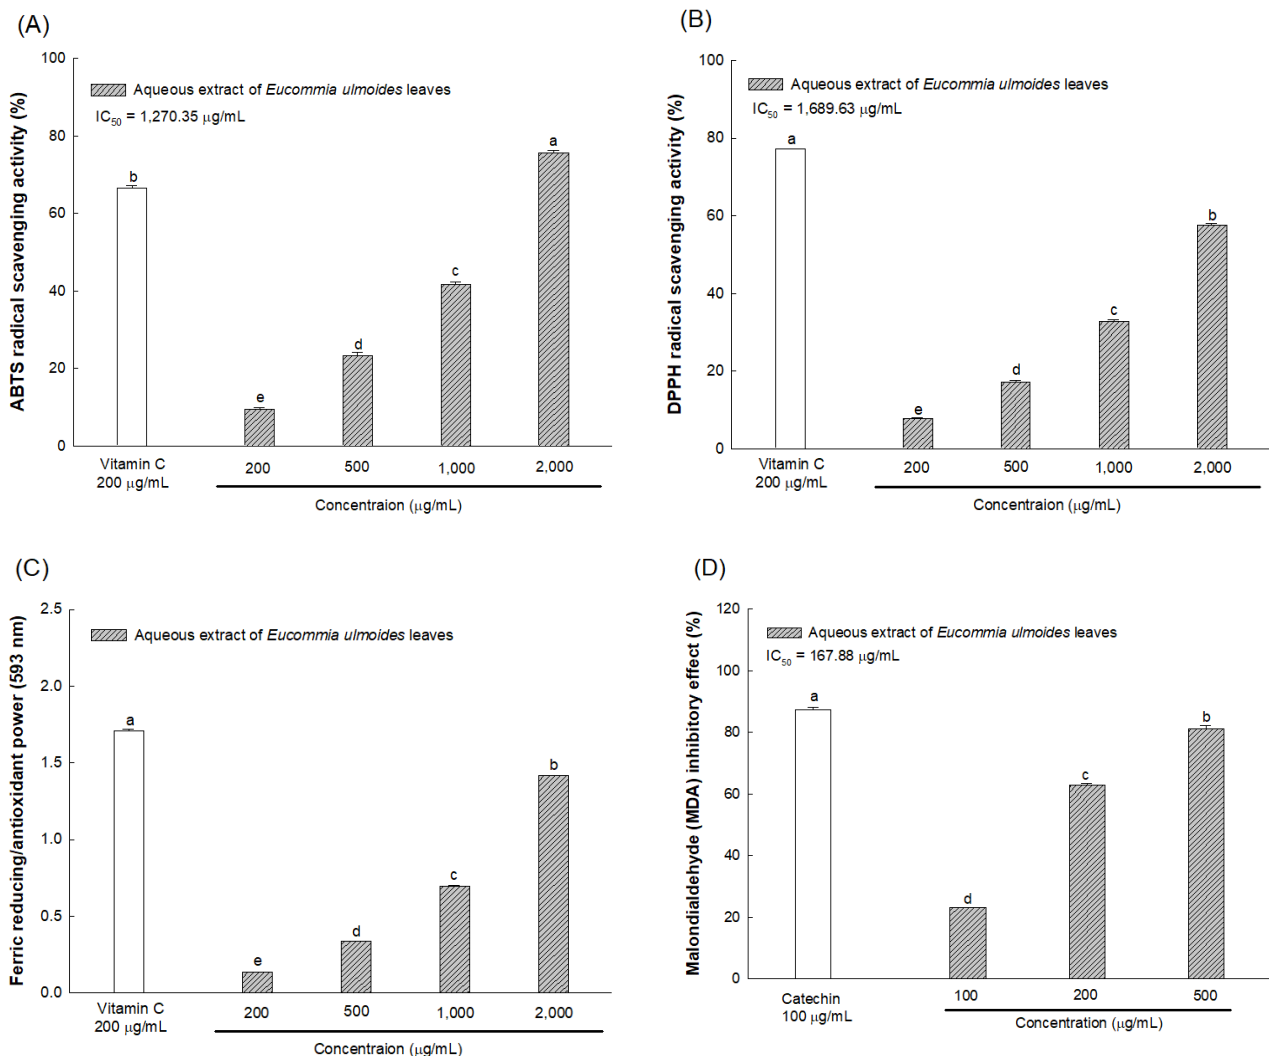 (A)
ABTS radical scavenging activity (%)
100
80
60
40
20
0
Aqueous extract of Eucommia ulmoides leaves
IC50 = 1,270.35 μg/mL
b
e
d
c
a
Vitamin C
200 μg/mL
200 500 1,000 2,000
Concentraion (μg/mL)
(B)
DPPH radical scavenging activity (%)
100
80
60
40
20
0
Aqueous extract of Eucommia ulmoides leaves
IC50 = 1,689.63 μg/mL
a
e
d
c
b
Vitamin C
200 μg/mL
200 500 1,000 2,000
Concentraion (μg/mL)
(C)
Ferric reducing/antioxidant power (593 nm)
2.5
2.0
1.5
1.0
0.5
0.0
Aqueous extract of Eucommia ulmoides leaves
a
e
d
c
b
Vitamin C
200 μg/mL
200 500 1,000 2,000
Concentraion (μg/mL)
(D)
Malondialdehyde (MDA) inhibitory effect (%)
120
100
80
60
40
20
0
Aqueous extract of Eucommia ulmoides leaves
IC50 = 167.88 μg/mL
a
d
c
b
Catechin
100 μg/mL
100 200 500
Concentration (μg/mL)